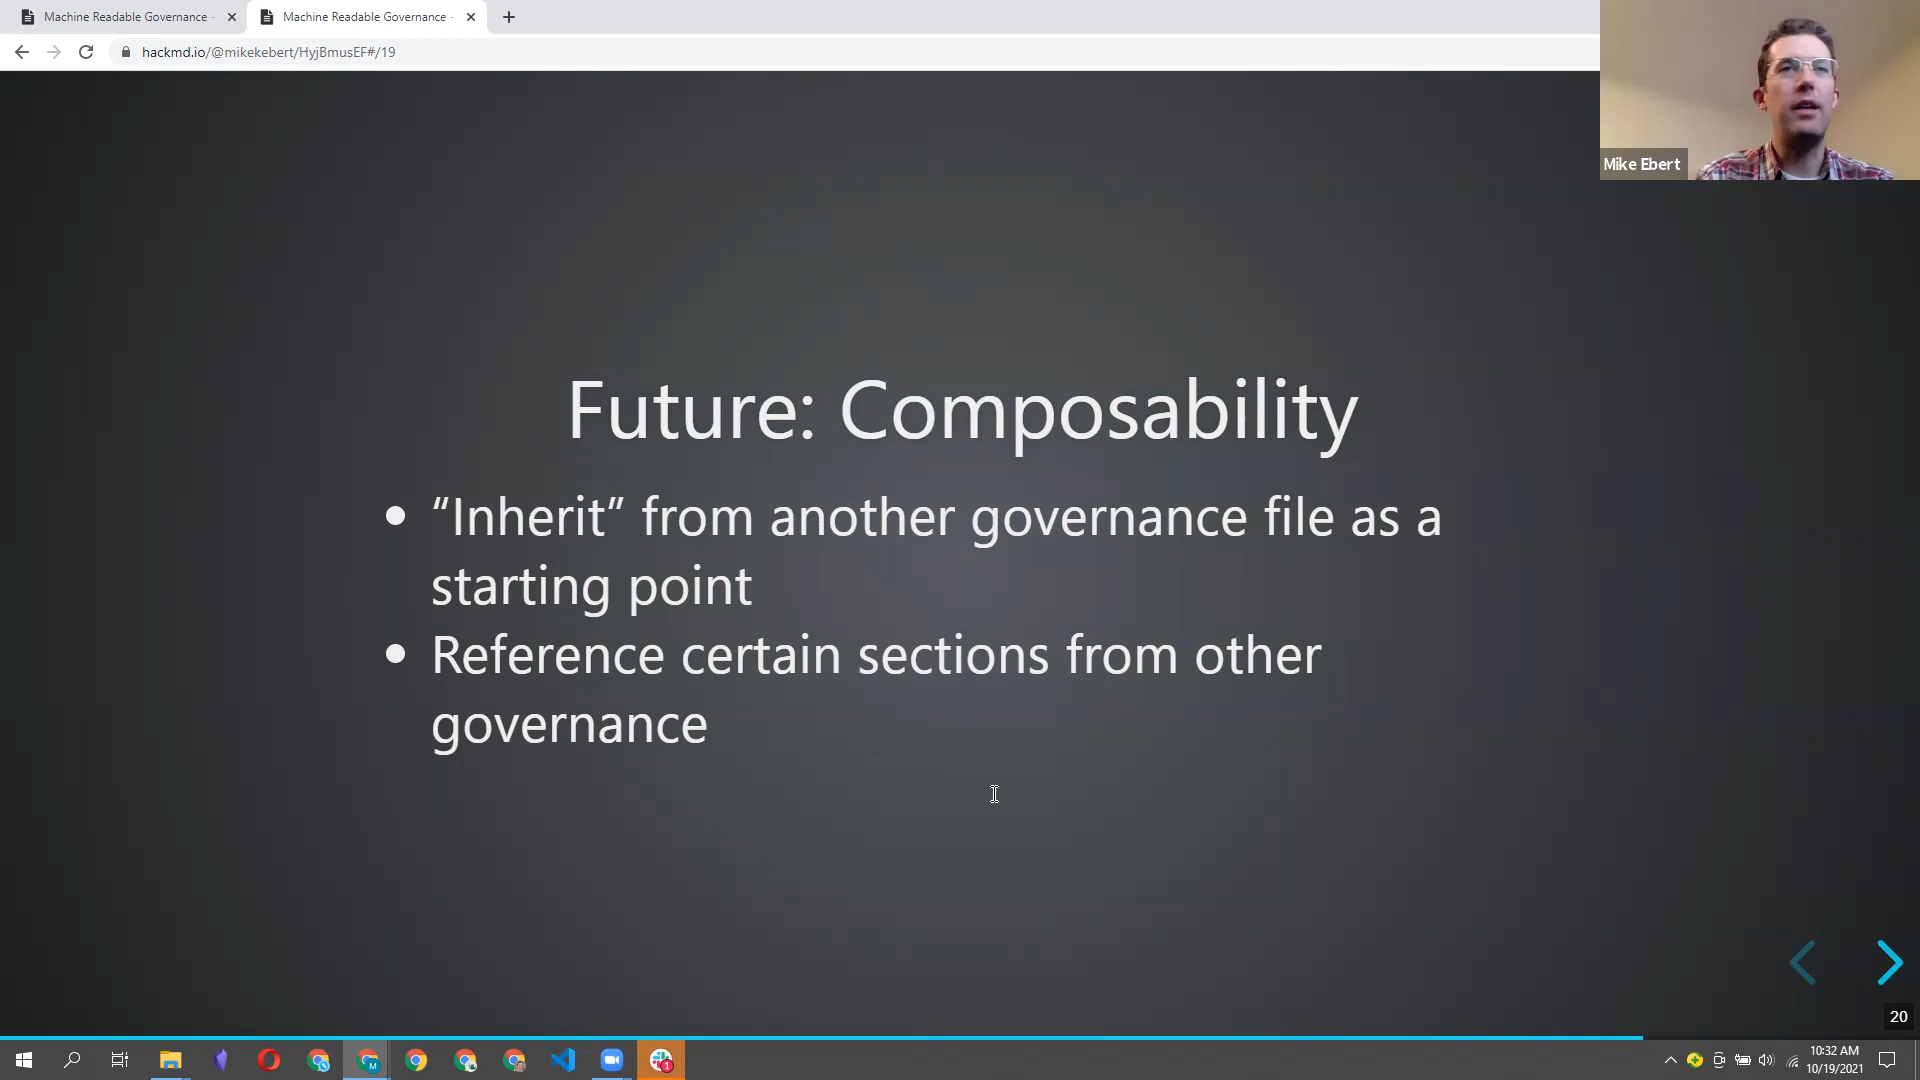 Machine Readable Governance -
Machine Readable Governance -
hackmd.io/@mikekebert/HyjBmusEF#/19
Mike Ebert
Future: Composability
“Inherit” from another governance file as a
starting point
Reference certain sections from other
governance
20
M
1
10:32 AM
10/19/2021